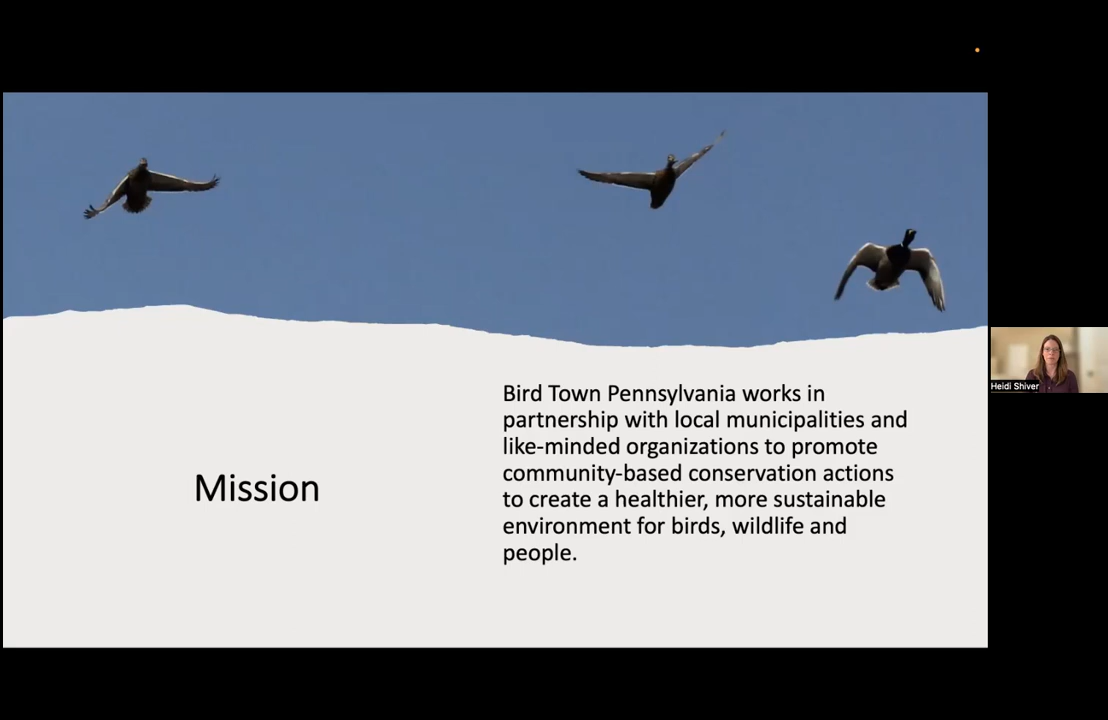 Mission
Bird Town Pennsylvania works in
partnership with local municipalities and
like-minded organizations to promote
community-based conservation actions
to create a healthier, more sustainable
environment for birds, wildlife and
people.
Heidi Shiver